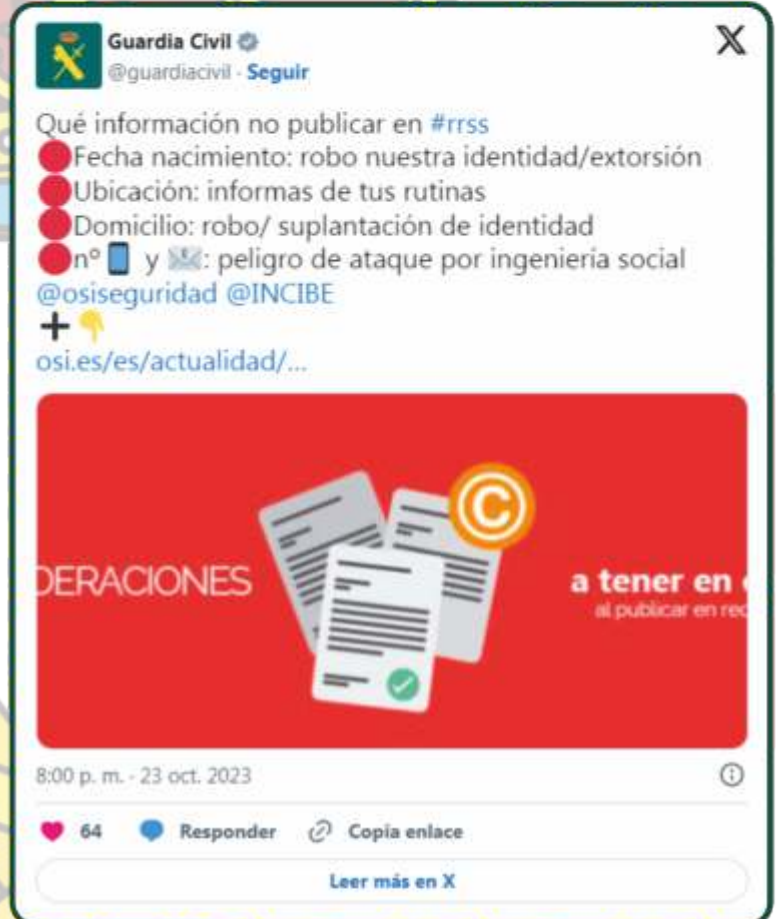 Guardia Civil
@guardiacivil · Seguir
X
Qué información no publicar en #rrss
🔴Fecha nacimiento: robo nuestra identidad/extorsión
🔴Ubicación: informas de tus rutinas
🔴Domicilio: robo/ suplantación de identidad
🔴nº📱 y 📨: peligro de ataque por ingeniería social
@osiseguridad @INCIBE
➕👇
osi.es/es/actualidad/...
DERACIONES
©
a tener en
al publicar en red
8:00 p. m. · 23 oct. 2023
64 Responder Copia enlace
Leer más en X